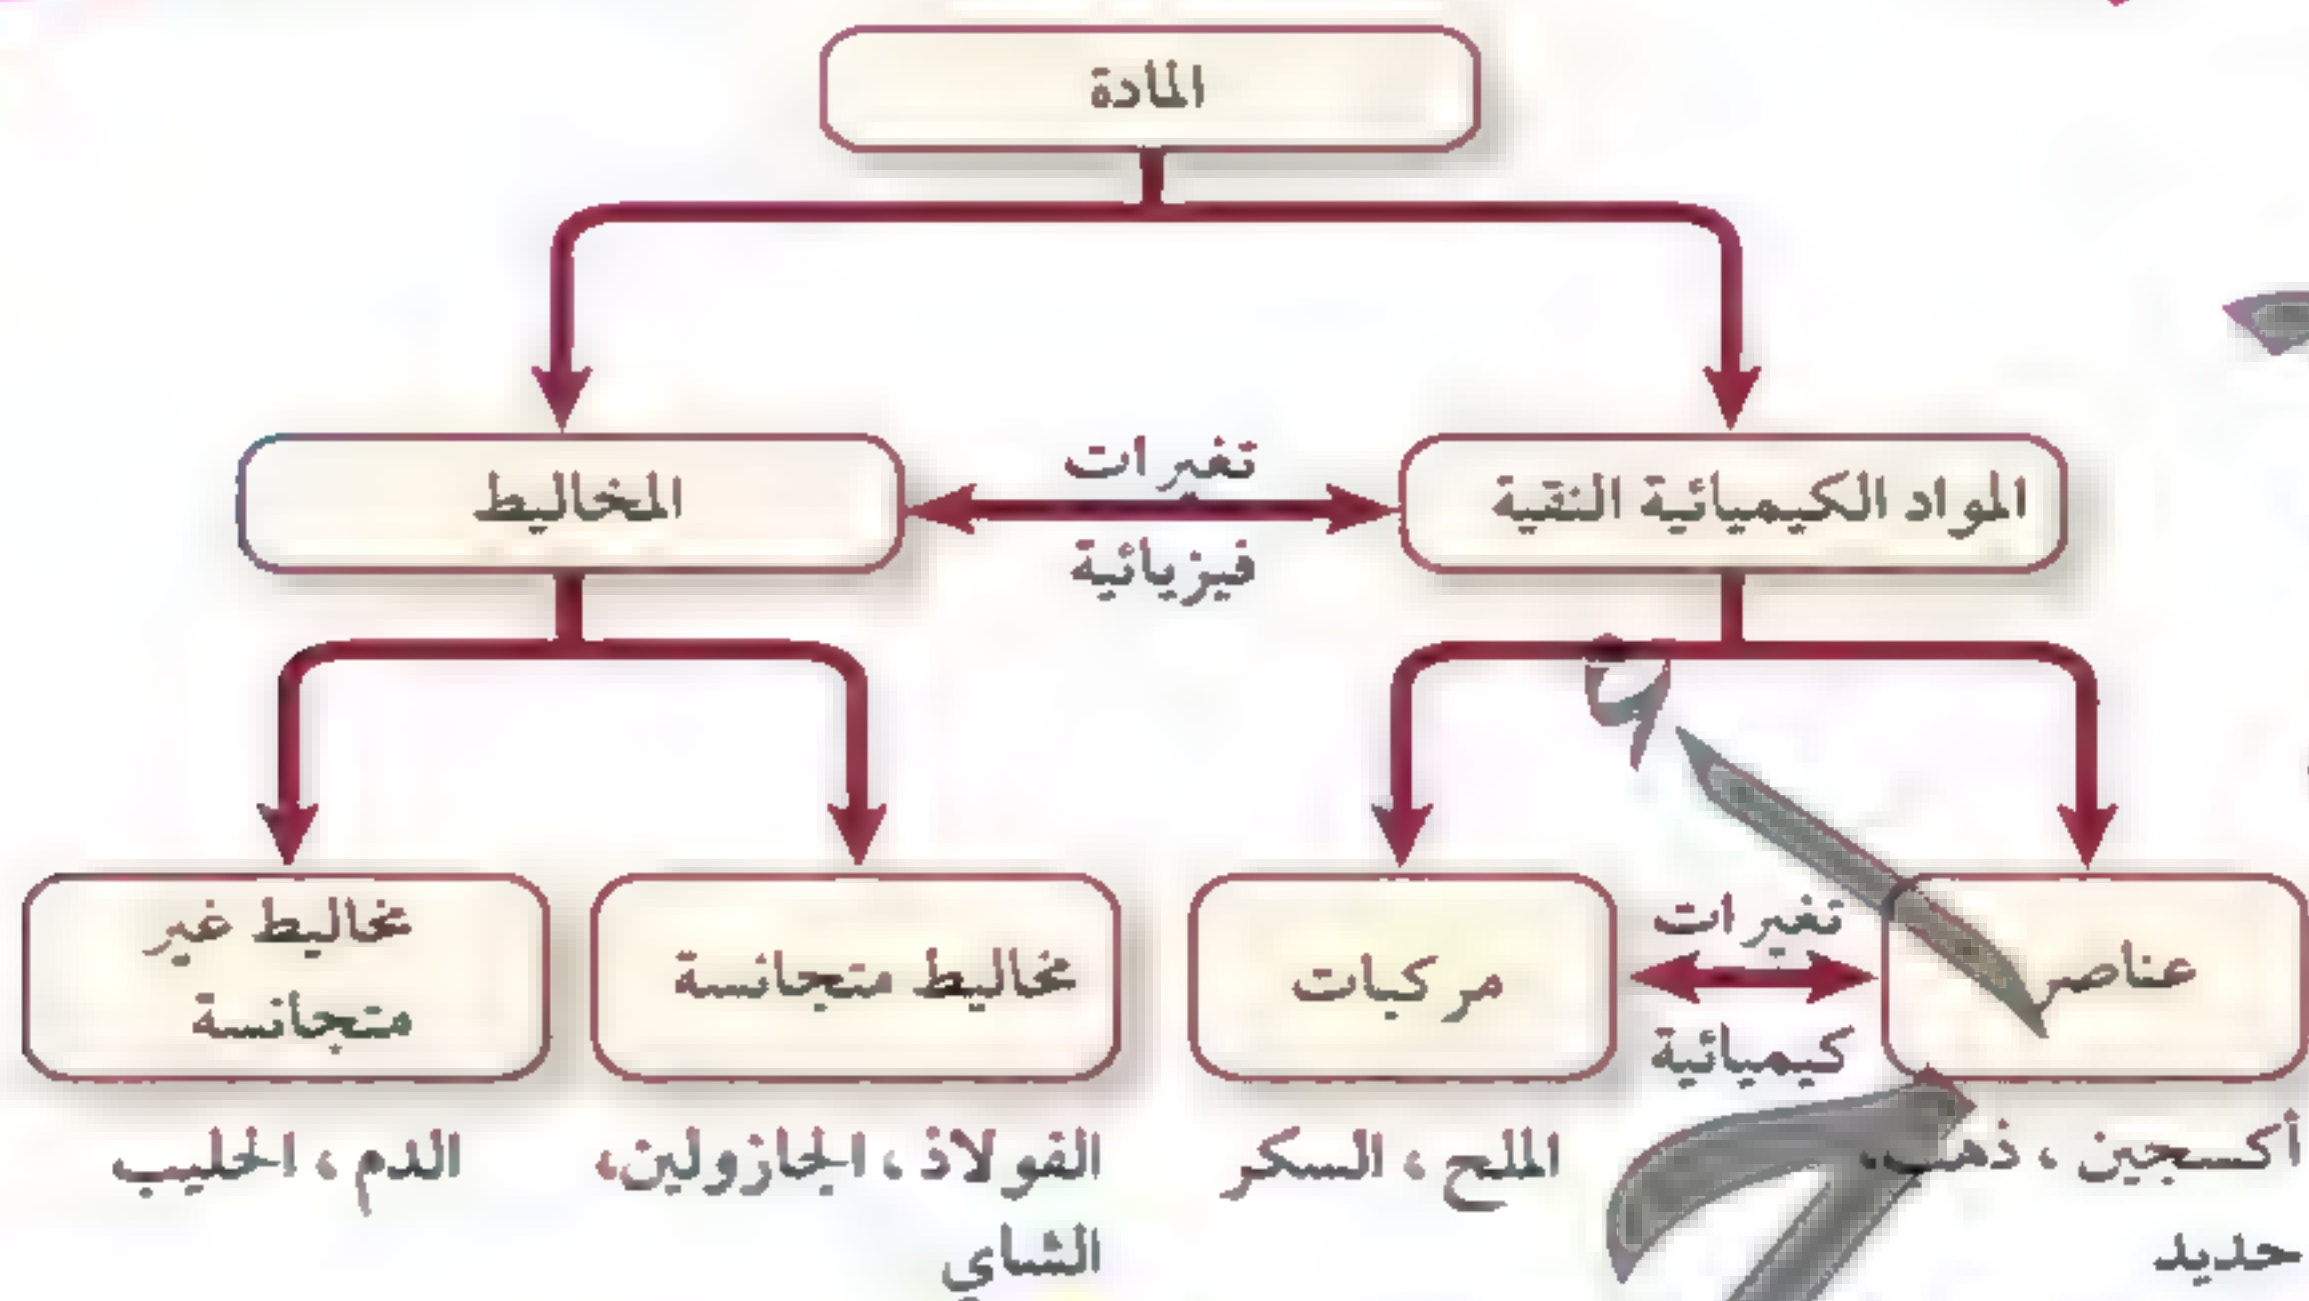 المادة
المواد الكيميائية النقية
تغيرات
فيزيائية
المخاليط
عناصر
تغيرات
كيميائية
مركبات
مخاليط متجانسة
مخاليط غير
متجانسة
أكسجين ، ذهب،
حديد
الملح ، السكر
الفولاذ ، الجازولين،
الشاي
الدم ، الحليب